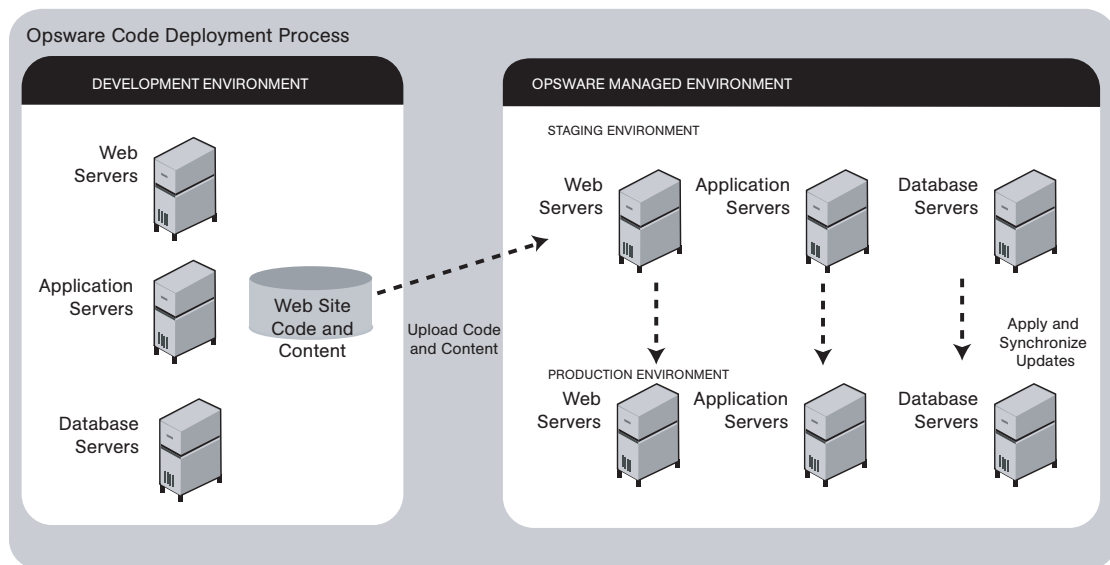 Opsware Code Deployment Process
DEVELOPMENT ENVIRONMENT
Web
Servers
Application
Servers
Database
Servers
Web Site
Code and
Content
Upload Code
and Content
OPSWARE MANAGED ENVIRONMENT
STAGING ENVIRONMENT
Web
Servers
Application
Servers
Database
Servers
Apply and
Synchronize
Updates
PRODUCTION ENVIRONMENT
Web
Servers
Application
Servers
Database
Servers